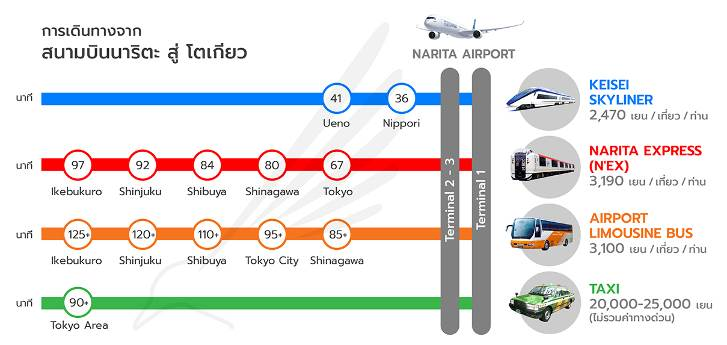 การเดินทางจาก
สนามบินนาริตะ สู่ โตเกียว
NARITA AIRPORT
นาที
41
36
Ueno
Nippori
KEISEI
SKYLINER
2,470 เยน / เที่ยว / ท่าน
นาที
97
92
84
80
67
Ikebukuro
Shinjuku
Shibuya
Shinagawa
Tokyo
NARITA EXPRESS
(N'EX)
3,190 เยน / เที่ยว / ท่าน
นาที
125+
120+
110+
95+
85+
Ikebukuro
Shinjuku
Shibuya
Tokyo City
Shinagawa
AIRPORT
LIMOUSINE BUS
3,100 เยน / เที่ยว / ท่าน
นาที
90+
Tokyo Area
TAXI
20,000-25,000 เยน
(ไม่รวมค่าทางด่วน)
Terminal 2 - 3
Terminal 1